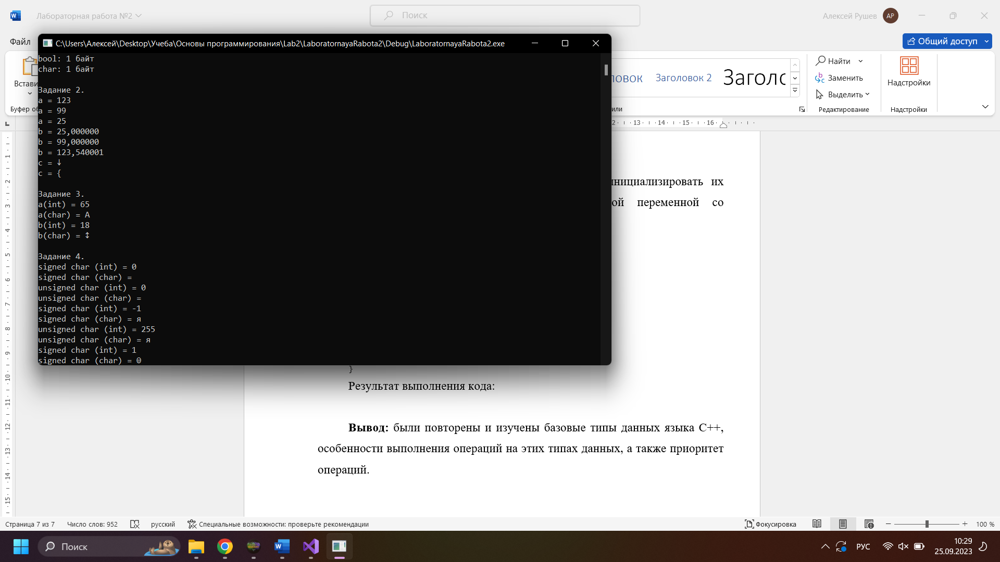 Лабораторная работа №2
Поиск
Алексей Рушев
АР
Файл
Общий доступ
C:\Users\Алексей\Desktop\Учеба\Основы программирования\Lab2\LaboratornayaRabota2\Debug\LaboratornayaRabota2.exe
bool: 1 байт
char: 1 байт
Задание 2.
a = 123
a = 99
a = 25
b = 25,000000
b = 99,000000
b = 123,540001
c = ↓
c = {
Задание 3.
a(int) = 65
a(char) = A
b(int) = 18
b(char) = ↕
Задание 4.
signed char (int) = 0
signed char (char) =
unsigned char (int) = 0
unsigned char (char) =
signed char (int) = -1
signed char (char) = я
unsigned char (int) = 255
unsigned char (char) = я
signed char (int) = 1
signed char (char) = ☺
Встави
Буфер об
ловок
Заголовок 2
Заголс
или
Найти
Заменить
Выделить
Редактирование
Надстройки
Надстройки
2 · 13 · 14 · 15 · 16
1
2
3
4
5
6
7
8
9
10
11
12
13
14
15
инициализировать их
ой переменной со
}
Результат выполнения кода:
Вывод: были повторены и изучены базовые типы данных языка C++,
особенности выполнения операций на этих типах данных, а также приоритет
операций.
Страница 7 из 7
Число слов: 952
русский
Специальные возможности: проверьте рекомендации
Фокусировка
100 %
Поиск
РУС
10:29
25.09.2023